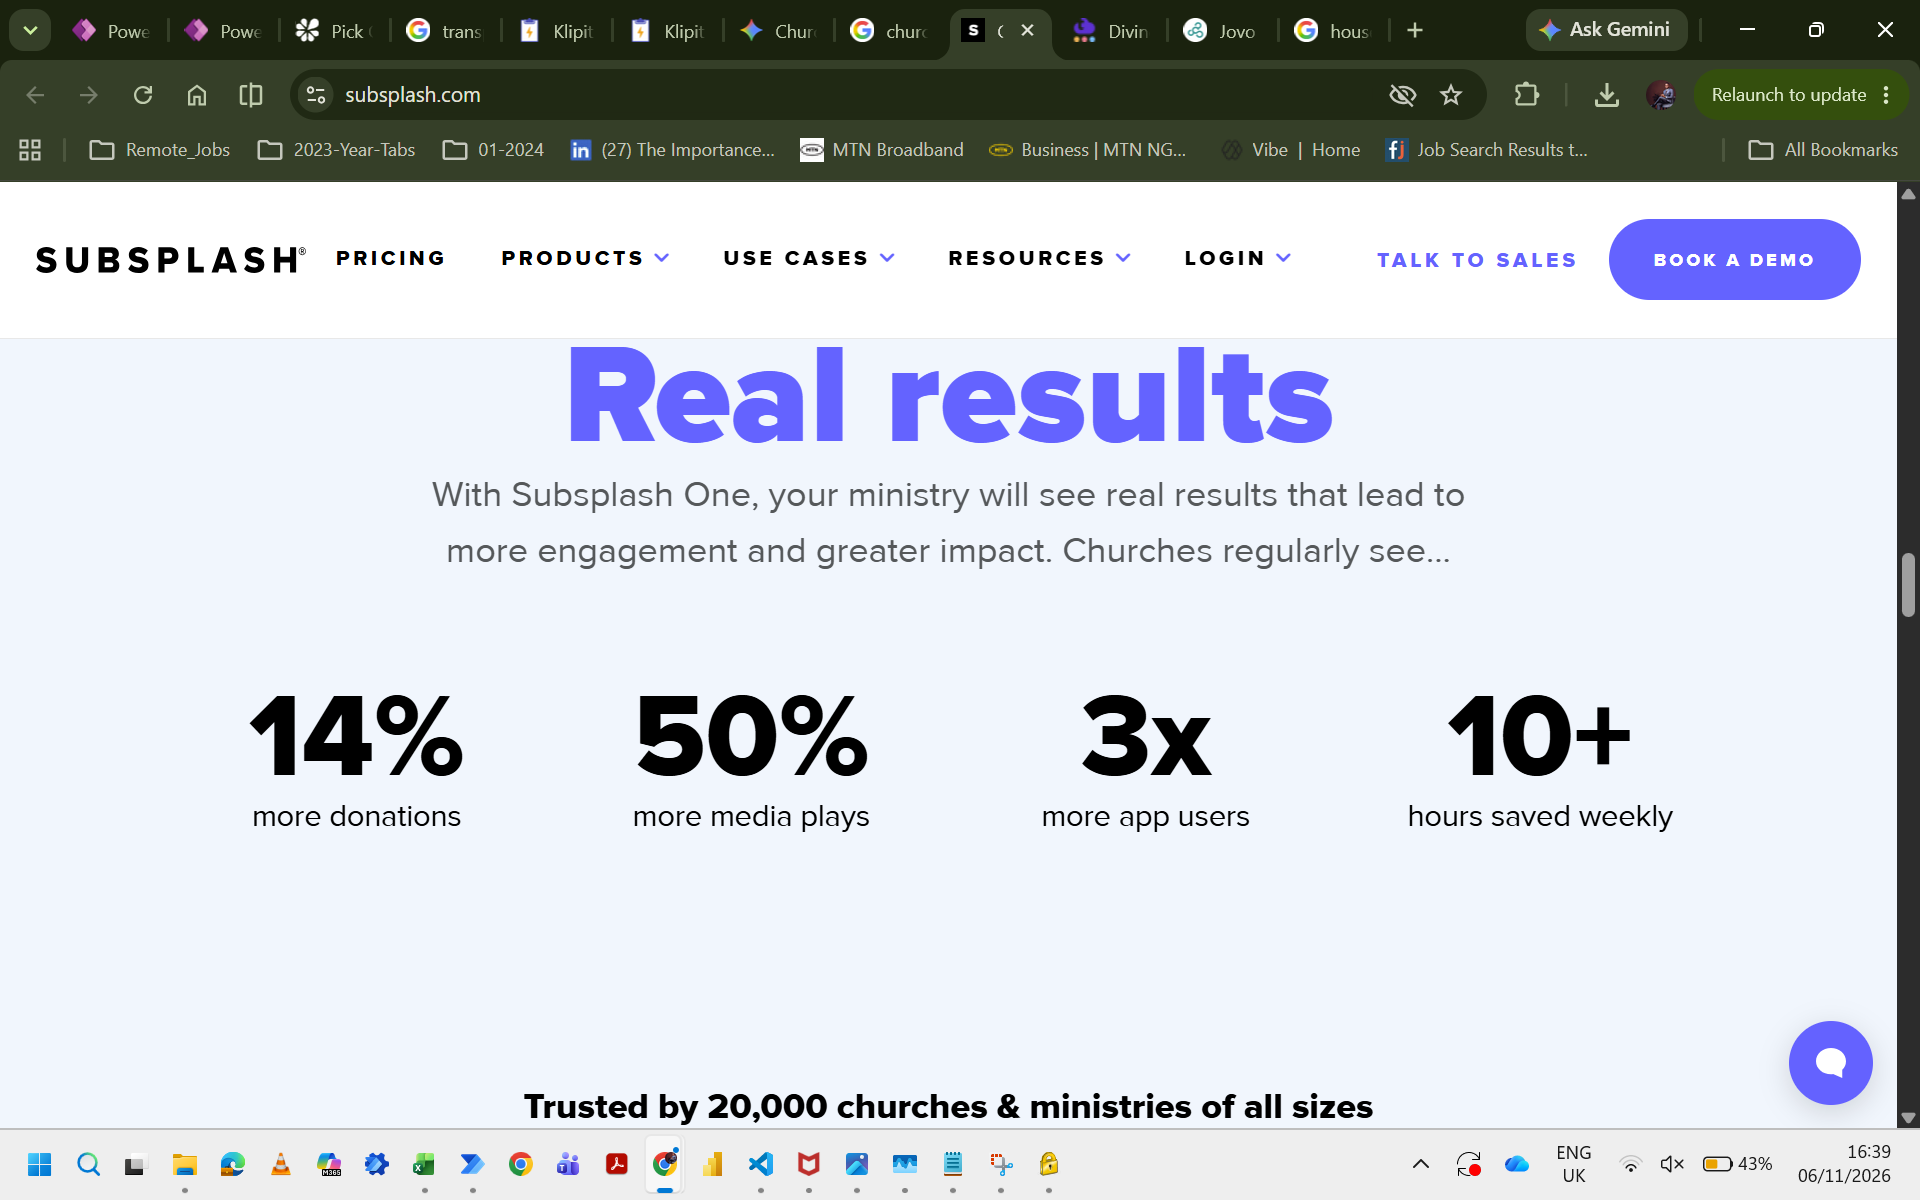 Powe
Powe
Pick
trans
Klipit
Klipit
Chur
churc
Divin
Jovo
hous
Ask Gemini
subsplash.com
Relaunch to update
Remote_Jobs
2023-Year-Tabs
01-2024
(27) The Importance...
MTN Broadband
Business | MTN NG...
Vibe | Home
Job Search Results t...
All Bookmarks
SUBSPLASH®
PRICING
PRODUCTS
USE CASES
RESOURCES
LOGIN
TALK TO SALES
BOOK A DEMO
Real results
With Subsplash One, your ministry will see real results that lead to
more engagement and greater impact. Churches regularly see...
14%
more donations
50%
more media plays
3x
more app users
10+
hours saved weekly
Trusted by 20,000 churches & ministries of all sizes
ENG
UK
43%
16:39
06/11/2026